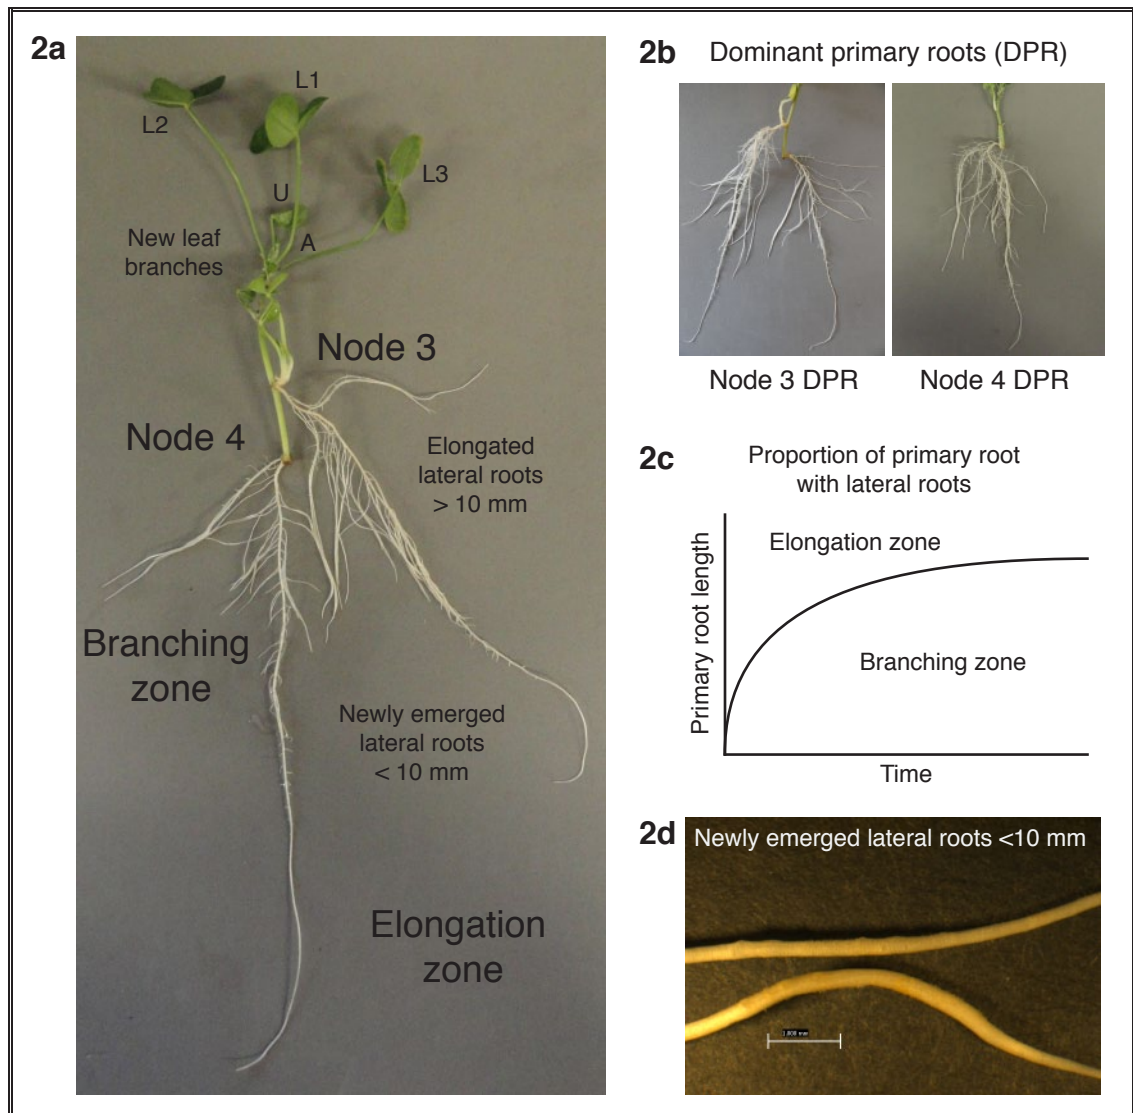 2a
L1
L2
L3
U
A
New leaf
branches
Node 3
Node 4
Elongated
lateral roots
> 10 mm
Branching
zone
Newly emerged
lateral roots
< 10 mm
Elongation
zone
2b Dominant primary roots (DPR)
Node 3 DPR
Node 4 DPR
2c Proportion of primary root
with lateral roots
Primary root length
Elongation zone
Branching zone
Time
2d Newly emerged lateral roots <10 mm